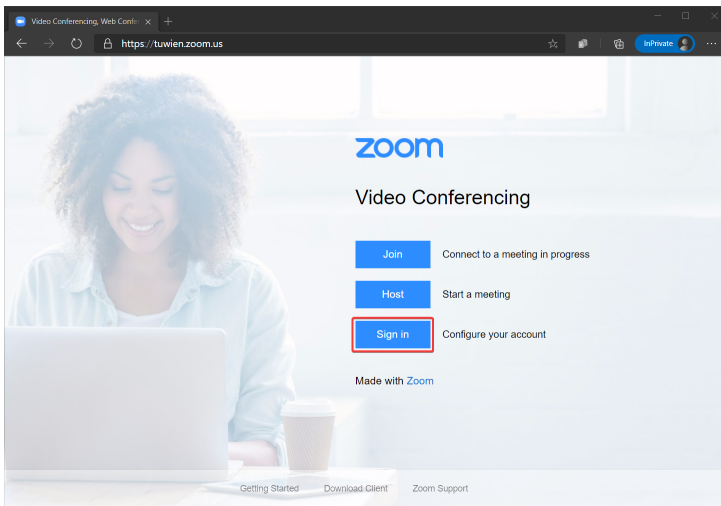 Video Conferencing, Web Confer
https://tuwien.zoom.us
InPrivate
zoom
Video Conferencing
Join Connect to a meeting in progress
Host Start a meeting
Sign in Configure your account
Made with Zoom
Getting Started Download Client Zoom Support